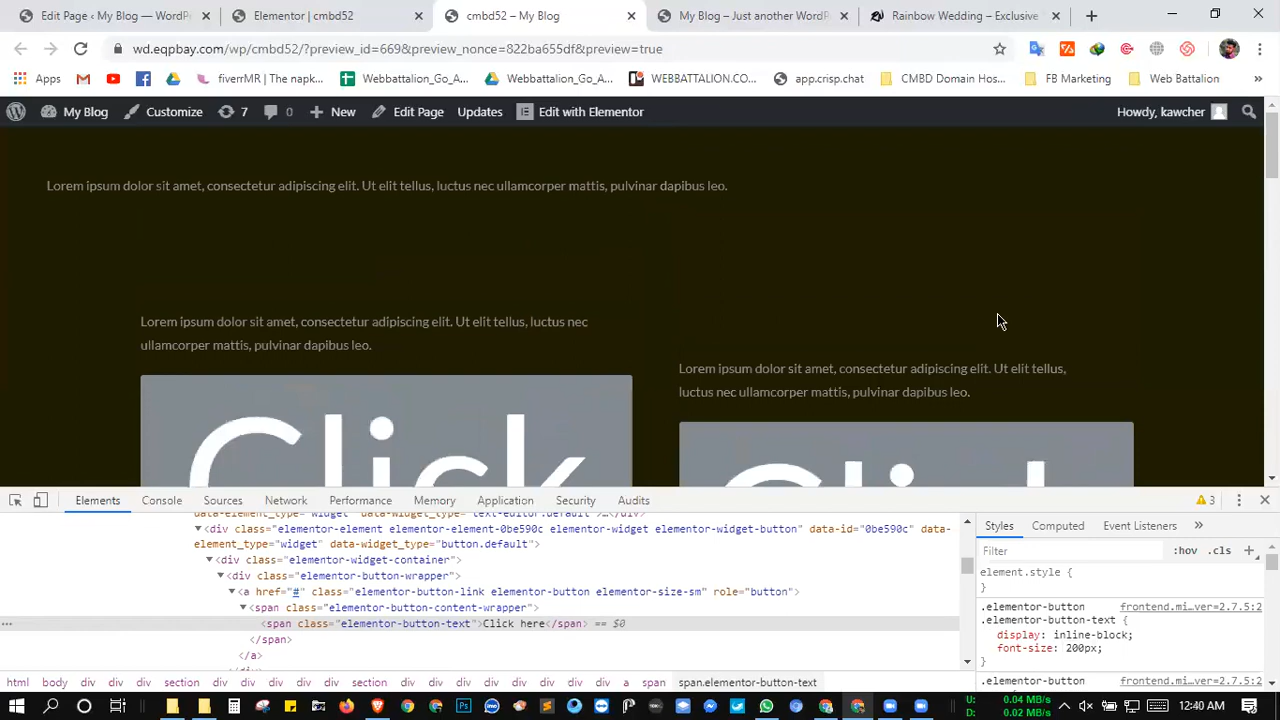 Edit Page ‹ My Blog — WordPr
Elementor | cmbd52
cmbd52 – My Blog
My Blog – Just another WordPr
Rainbow Wedding – Exclusive
wd.eqpbay.com/wp/cmbd52/?preview_id=669&preview_nonce=822ba655df&preview=true
Apps
fiverrMR | The napk...
Webbattalion_Go_A...
Webbattalion_Go_A...
WEBBATTALION.CO...
app.crisp.chat
CMBD Domain Hos...
FB Marketing
Web Battalion
»
My Blog
Customize
7
0
New
Edit Page
Updates
Edit with Elementor
Howdy, kawcher
Lorem ipsum dolor sit amet, consectetur adipiscing elit. Ut elit tellus, luctus nec ullamcorper mattis, pulvinar dapibus leo.
Lorem ipsum dolor sit amet, consectetur adipiscing elit. Ut elit tellus, luctus nec
ullamcorper mattis, pulvinar dapibus leo.
Lorem ipsum dolor sit amet, consectetur adipiscing elit. Ut elit tellus,
luctus nec ullamcorper mattis, pulvinar dapibus leo.
Click
Elements
Console
Sources
Network
Performance
Memory
Application
Security
Audits
3
<div class="elementor-element elementor-element-0be590c elementor-widget elementor-widget-button" data-id="0be590c" data-
element_type="widget" data-widget_type="button.default">
<div class="elementor-widget-container">
<div class="elementor-button-wrapper">
<a href="#" class="elementor-button-link elementor-button elementor-size-sm" role="button">
<span class="elementor-button-content-wrapper">
<span class="elementor-button-text">Click here</span> == $0
</span>
</a>
html body div div section div div div div section div div div div div div a span span.elementor-button-text
Styles
Computed
Event Listeners
»
Filter
:hov
.cls
element.style {
}
.elementor-button frontend.mi…ver=2.7.5:2
.elementor-button-text {
display: inline-block;
font-size: 200px;
}
.elementor-button frontend.mi…ver=2.7.5:2
U: 0.04 MB/s
D: 0.02 MB/s
12:40 AM